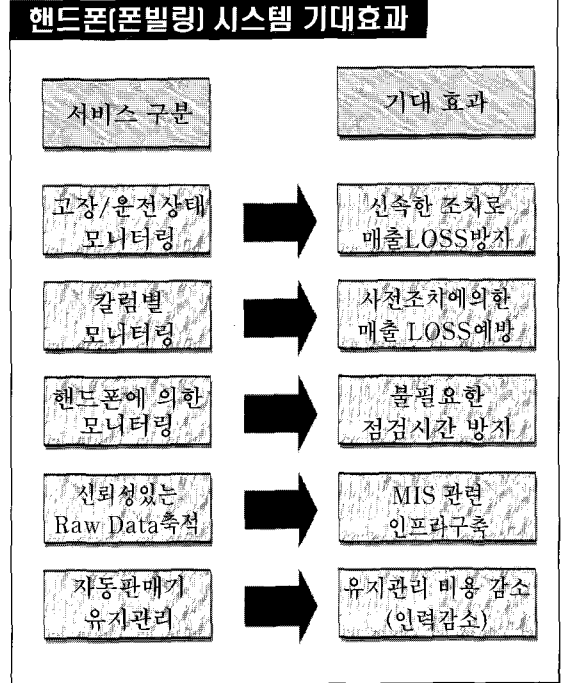 핸드폰(폰빌링) 시스템 기대효과
서비스 구분
기대 효과
고장/운전상태
모니터링
신속한 조치로
매출LOSS방지
칼럼별
모니터링
사전조치에의한
매출 LOSS예방
핸드폰에 의한
모니터링
불필요한
점검시간 방지
신뢰성있는
Raw Data축적
MIS 관련
인프라구축
자동판매기
유지관리
유지관리 비용 감소
(인력감소)